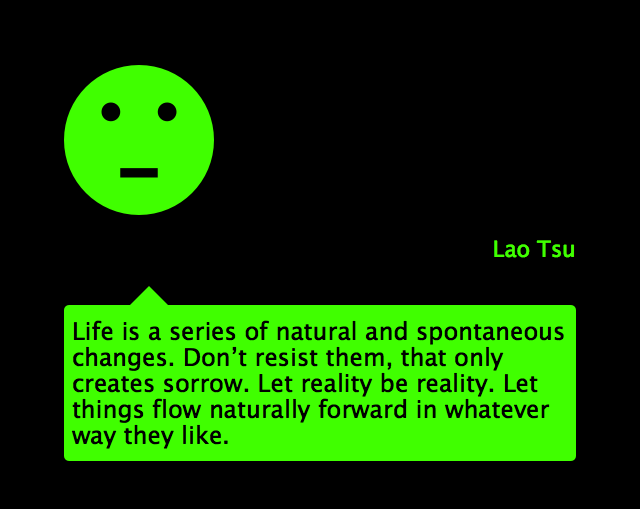 Lao Tsu
Life is a series of natural and spontaneous
changes. Don’t resist them, that only
creates sorrow. Let reality be reality. Let
things flow naturally forward in whatever
way they like.